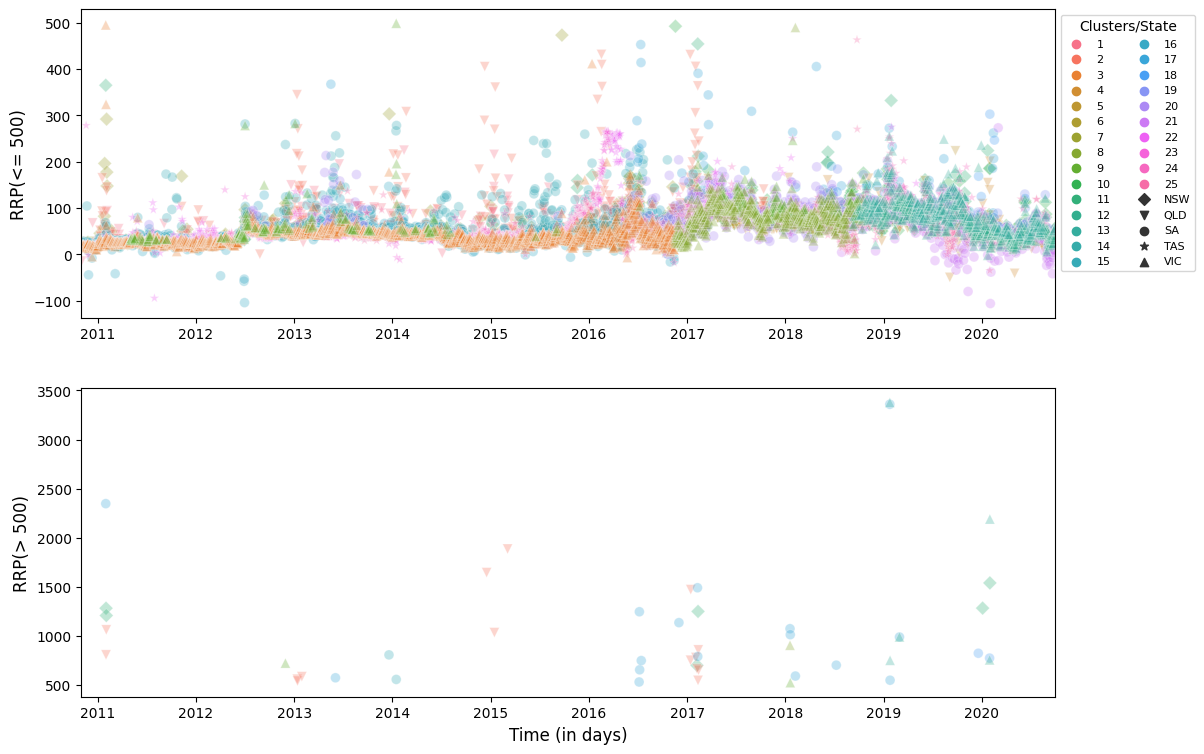 RRP(<= 500)
500
400
300
200
100
0
−100
2011 2012 2013 2014 2015 2016 2017 2018 2019 2020
Clusters/State
1 16
2 17
3 18
4 19
5 20
6 21
7 22
8 23
9 24
10 25
11 NSW
12 QLD
13 SA
14 TAS
15 VIC
RRP(> 500)
3500
3000
2500
2000
1500
1000
500
2011 2012 2013 2014 2015 2016 2017 2018 2019 2020
Time (in days)